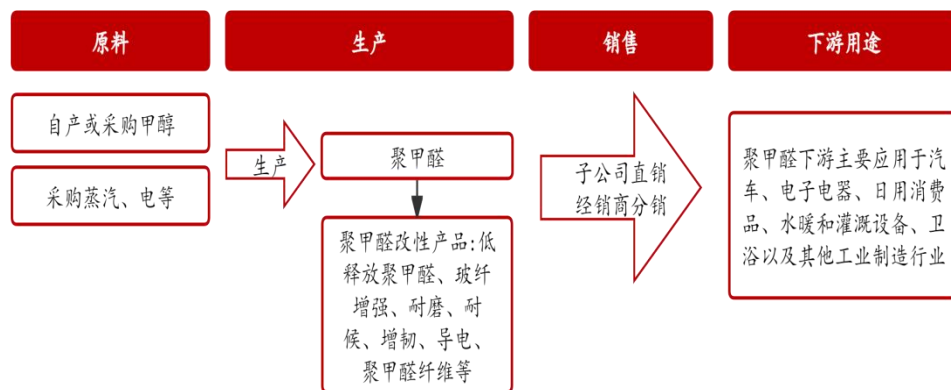 原料
生产
销售
下游用途
自产或采购甲醇
采购蒸汽、电等
生产
聚甲醛
聚甲醛改性产品:低
释放聚甲醛、玻纤
增强、耐磨、耐
候、增韧、导电、
聚甲醛纤维等
子公司直销
经销商分销
聚甲醛下游主要应用于汽
车、电子电器、日用消费
品、水暖和灌溉设备、卫
浴以及其他工业制造行业